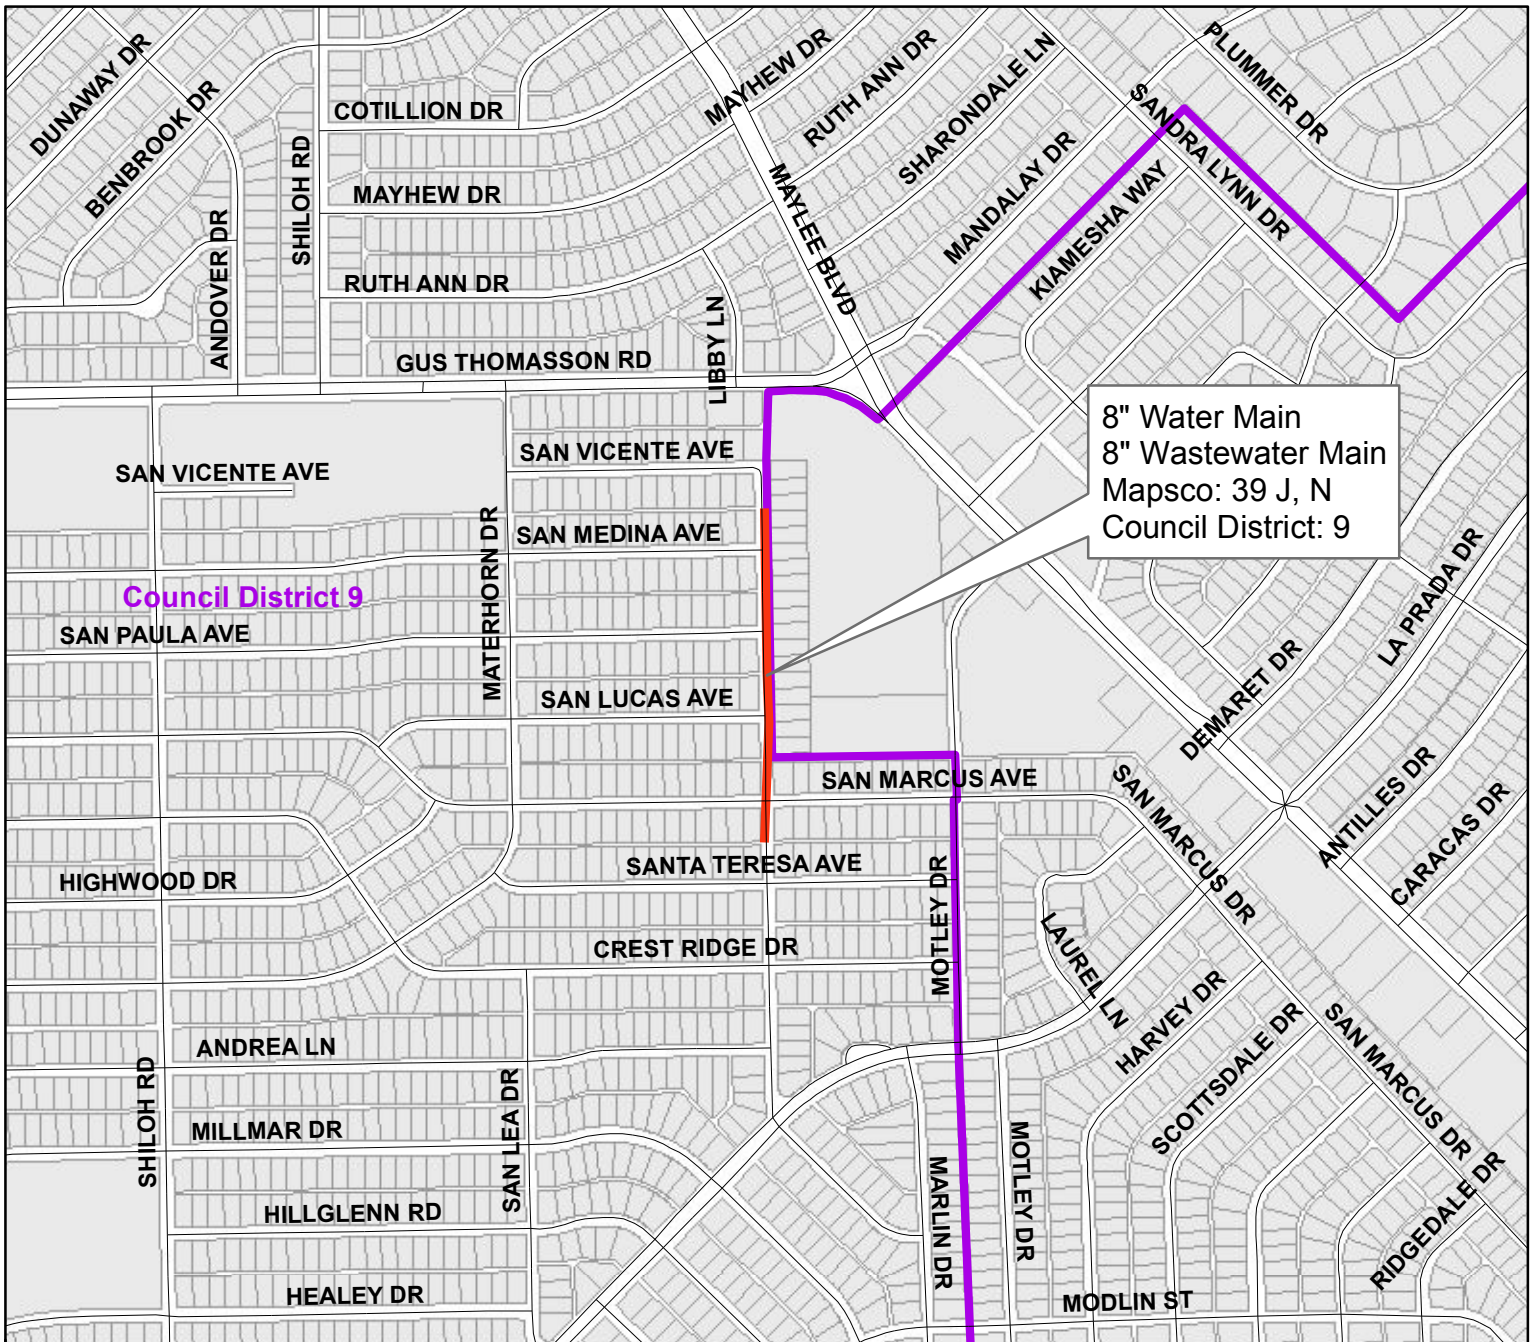 DUNAWAY DR
BENBROOK DR
ANDOVER DR
SHILOH RD
COTILLION DR
MAYHEW DR
MAYHEW DR
RUTH ANN DR
SHARONDALE LN
MAYLEE BLVD
MANDALAY DR
KIAMESHA WAY
SANDRA LYNN DR
PLUMMER DR
RUTH ANN DR
LIBBY LN
GUS THOMASSON RD
8" Water Main
8" Wastewater Main
Mapsco: 39 J, N
Council District: 9
SAN VICENTE AVE
SAN VICENTE AVE
MATERHORN DR
SAN MEDINA AVE
Council District 9
SAN PAULA AVE
SAN LUCAS AVE
LA PRADA DR
DEMARET DR
SAN MARCUS AVE
SAN MARCUS DR
ANTILLES DR
CARACAS DR
SANTA TERESA AVE
HIGHWOOD DR
MOTLEY DR
CREST RIDGE DR
LAUREL LN
HARVEY DR
SCOTTSDALE DR
SAN MARCUS DR
ANDREA LN
SHILOH RD
SAN LEA DR
MILLMAR DR
MARLIN DR
MOTLEY DR
RIDGEDALE DR
HILLGLENN RD
HEALEY DR
MODLIN ST